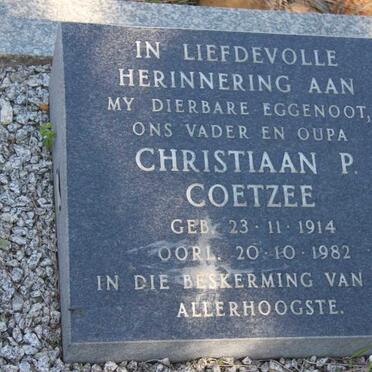 IN LIEFDEVOLLE
HERINNERING AAN
MY DIERBARE EGGENOOT,
ONS VADER EN OUPA
CHRISTIAAN P.
COETZEE
GEB. 23·11·1914
OORL. 20·10·1982
IN DIE BESKERMING VAN
ALLERHOOGSTE.